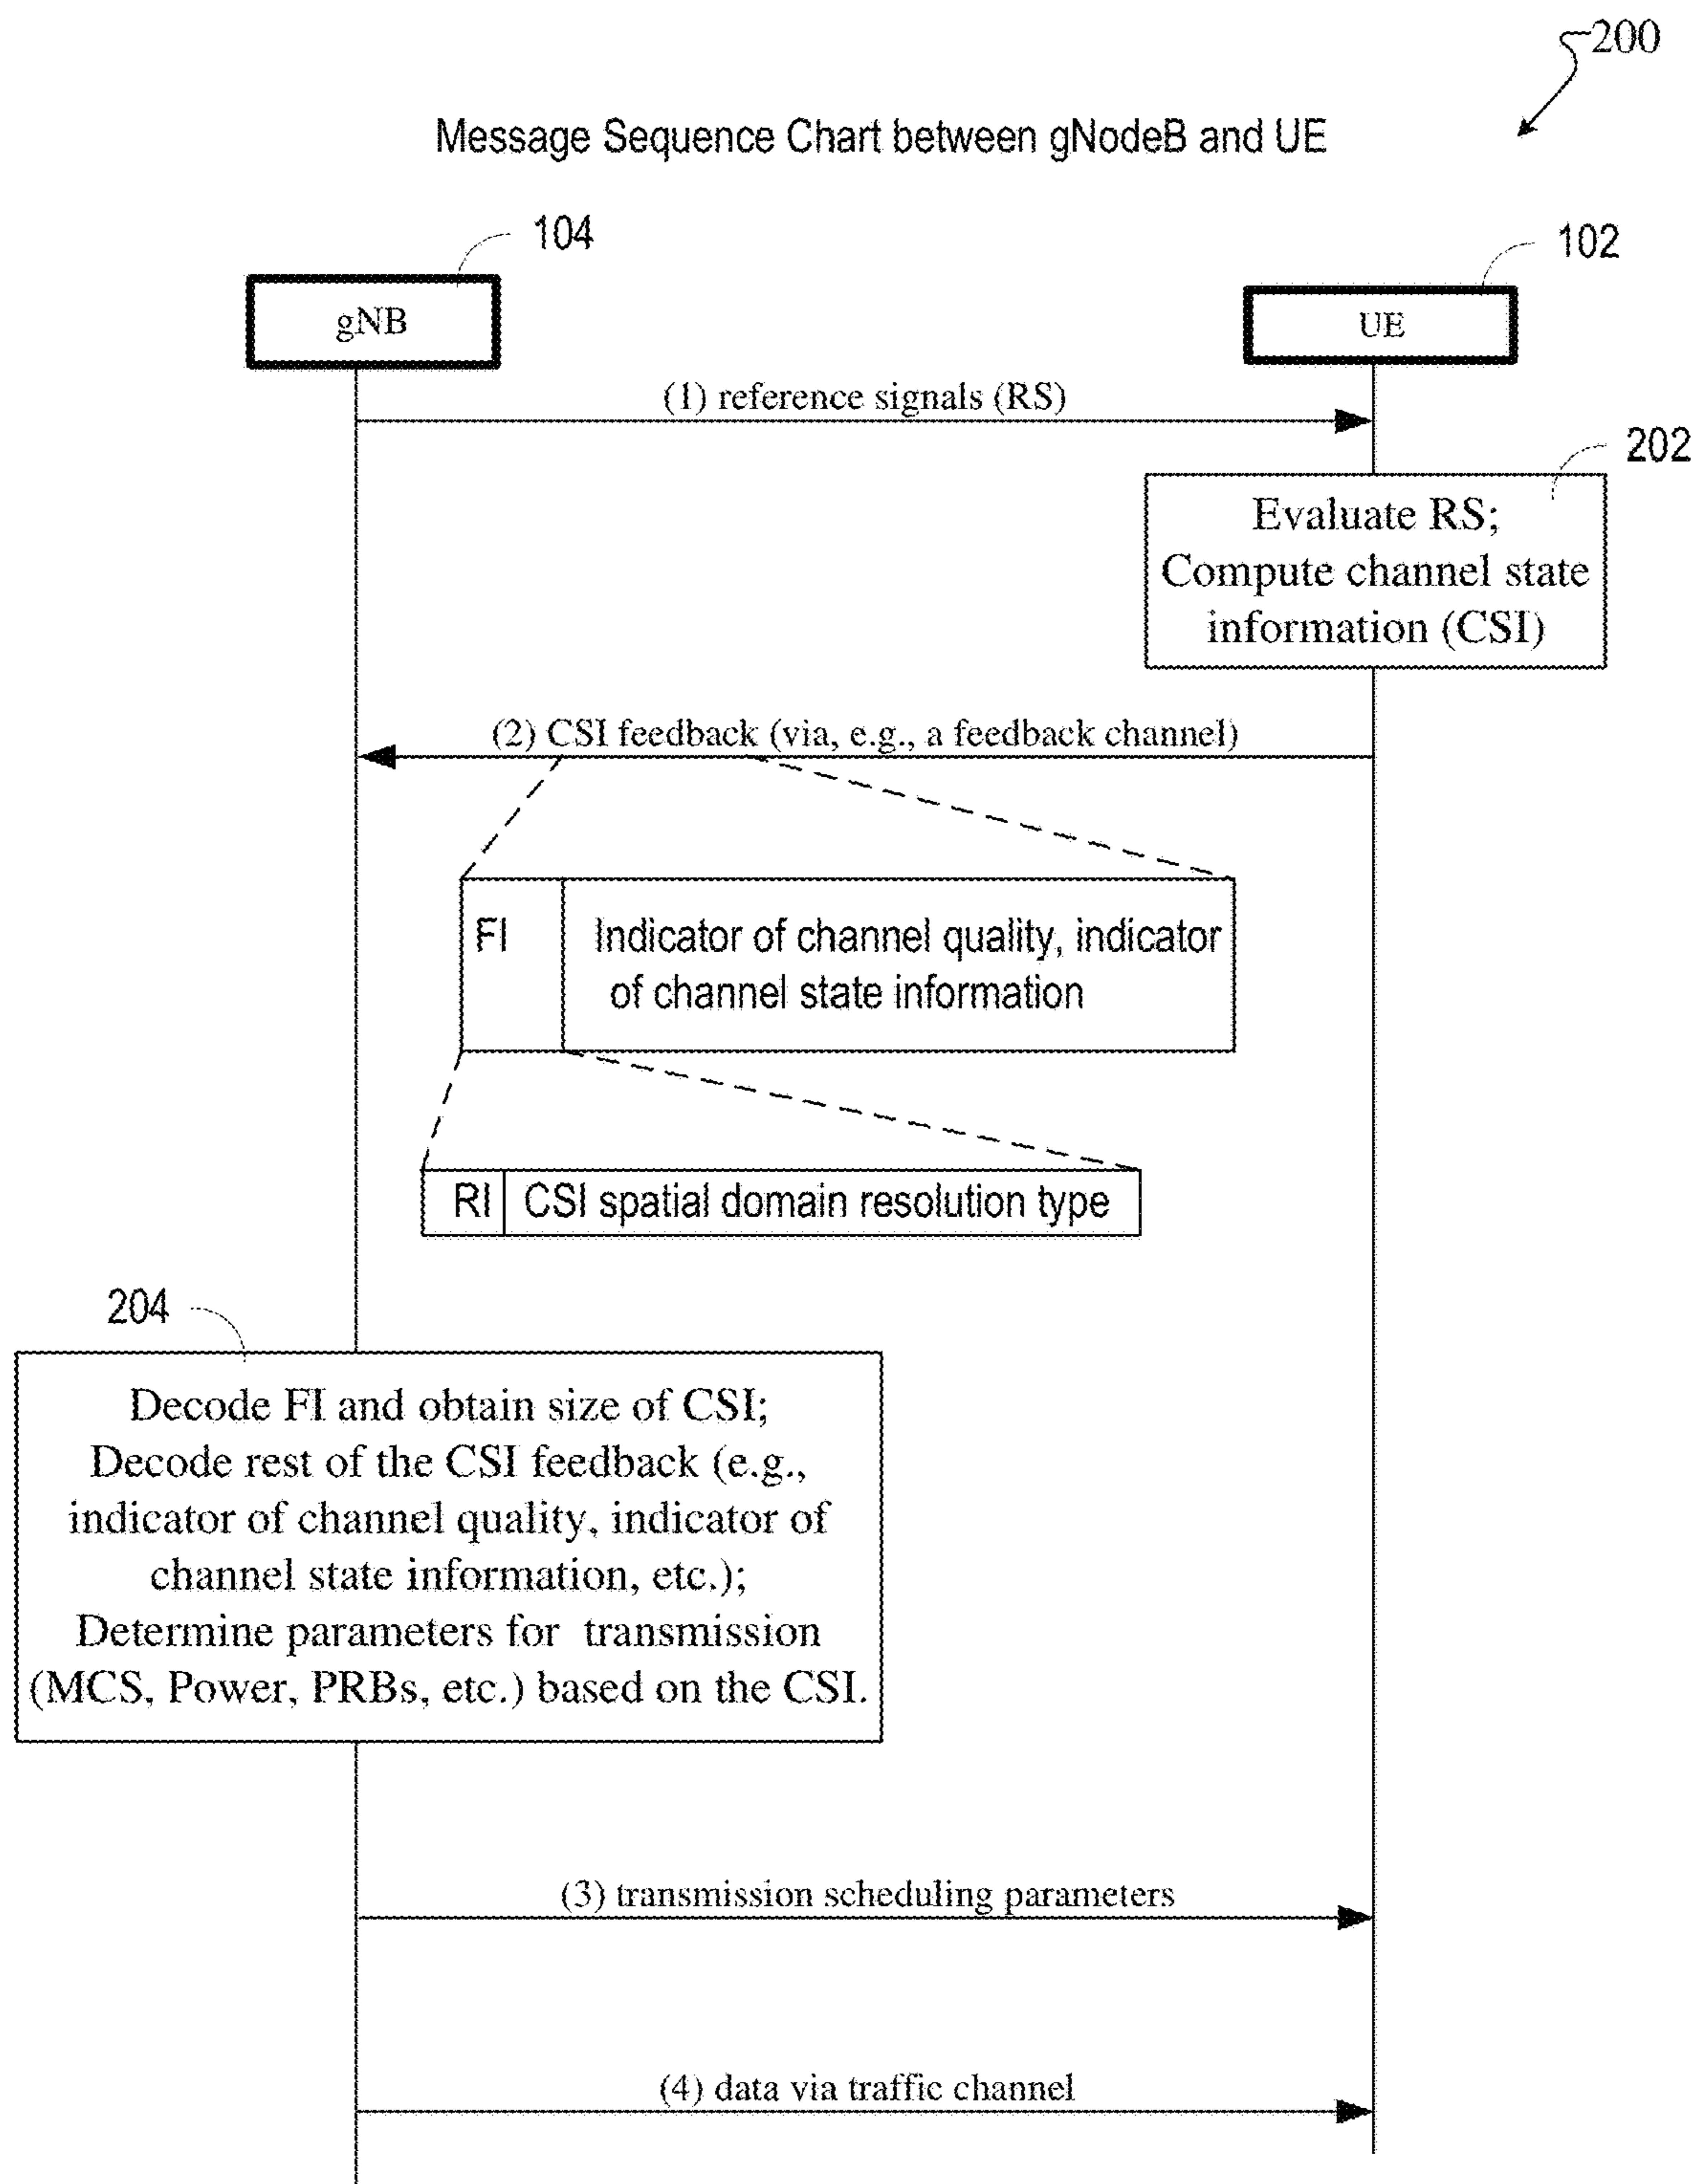 200
Message Sequence Chart between gNodeB and UE
104
102
gNB
UE
(1) reference signals (RS)
202
Evaluate RS;
Compute channel state
information (CSI)
(2) CSI feedback (via, e.g., a feedback channel)
FI
Indicator of channel quality, indicator
of channel state information
RI
CSI spatial domain resolution type
204
Decode FI and obtain size of CSI;
Decode rest of the CSI feedback (e.g.,
indicator of channel quality, indicator of
channel state information, etc.);
Determine parameters for transmission
(MCS, Power, PRBs, etc.) based on the CSI.
(3) transmission scheduling parameters
(4) data via traffic channel